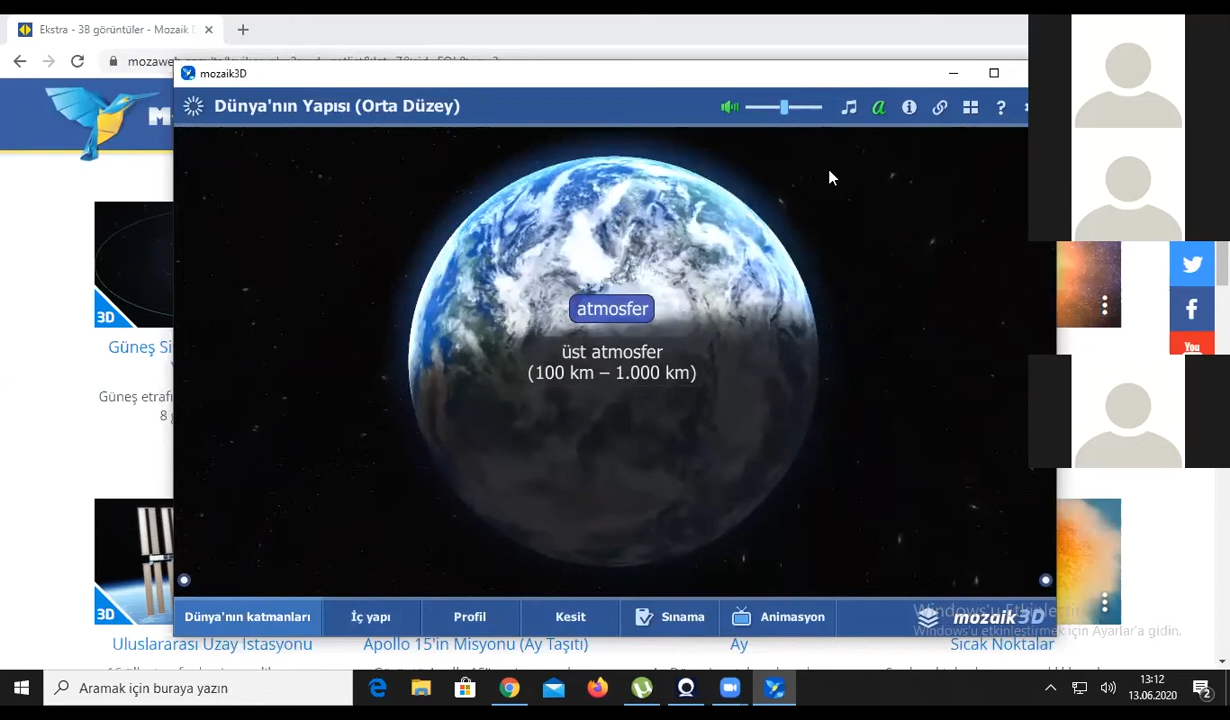 Ekstra - 3B görüntüler - Mozaik
mozaik3D
Dünya'nın Yapısı (Orta Düzey)
a
?
atmosfer
üst atmosfer
(100 km – 1.000 km)
3D
Güneş
Güneş etraf
8
You
3D
Dünya'nın katmanları
İç yapı
Profil
Kesit
Sınama
Animasyon
mozaik3D
Windows'u Etkinleştir
Windows'u etkinleştirmek için Ayarlar'a gidin.
Uluslararası Uzay İstasyonu
Apollo 15'in Misyonu (Ay Taşıtı)
Ay
Sıcak Noktalar
Aramak için buraya yazın
13:12
13.06.2020
2